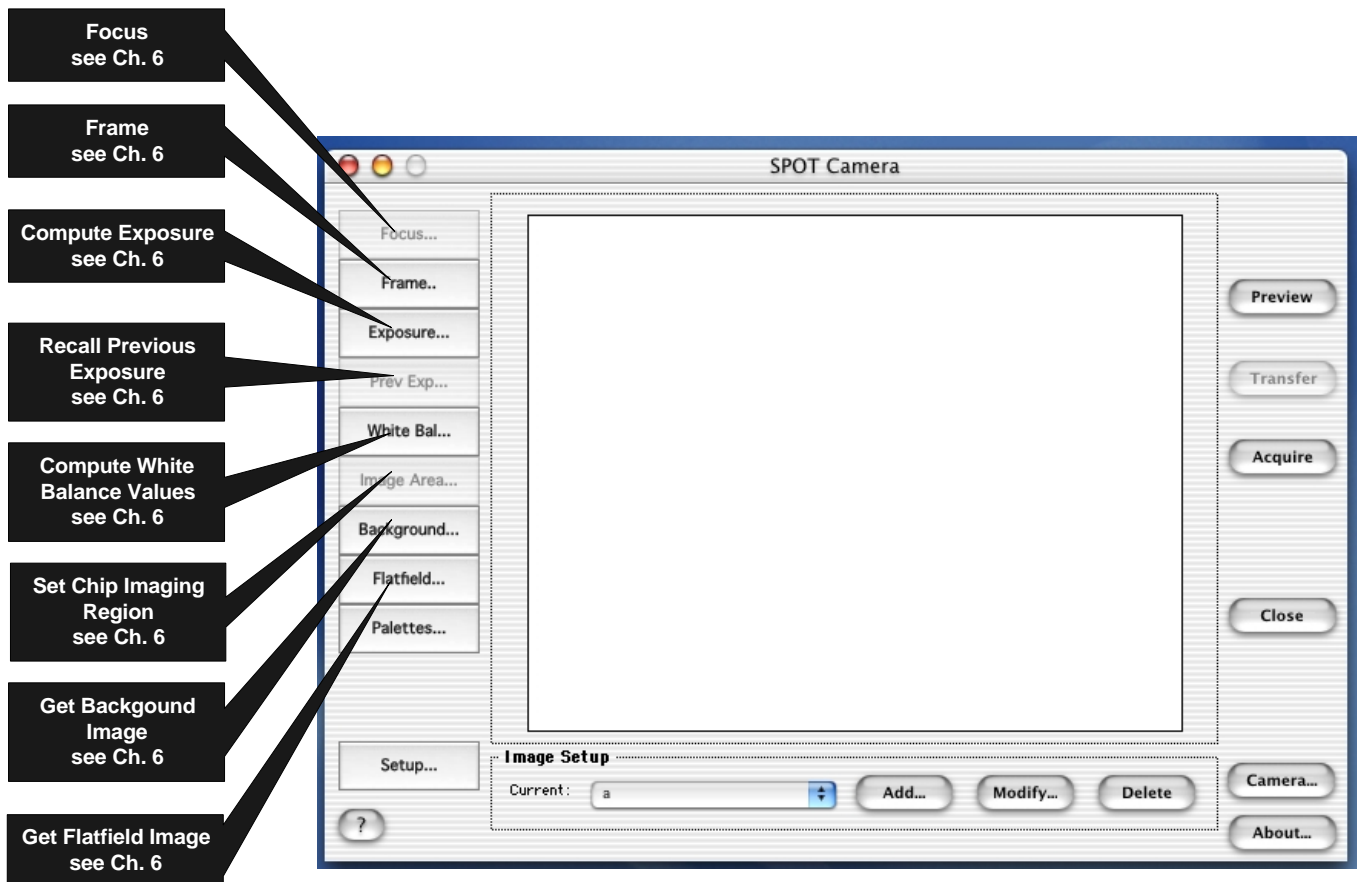 Focus
see Ch. 6
Frame
see Ch. 6
Compute Exposure
see Ch. 6
Recall Previous
Exposure
see Ch. 6
Compute White
Balance Values
see Ch. 6
Set Chip Imaging
Region
see Ch. 6
Get Backgound
Image
see Ch. 6
Get Flatfield Image
see Ch. 6
SPOT Camera
Focus...
Frame..
Exposure...
Prev Exp...
White Bal...
Image Area...
Background...
Flatfield...
Palettes...
Setup...
?
Image Setup
Current: a Add... Modify... Delete
Preview
Transfer
Acquire
Close
Camera...
About...